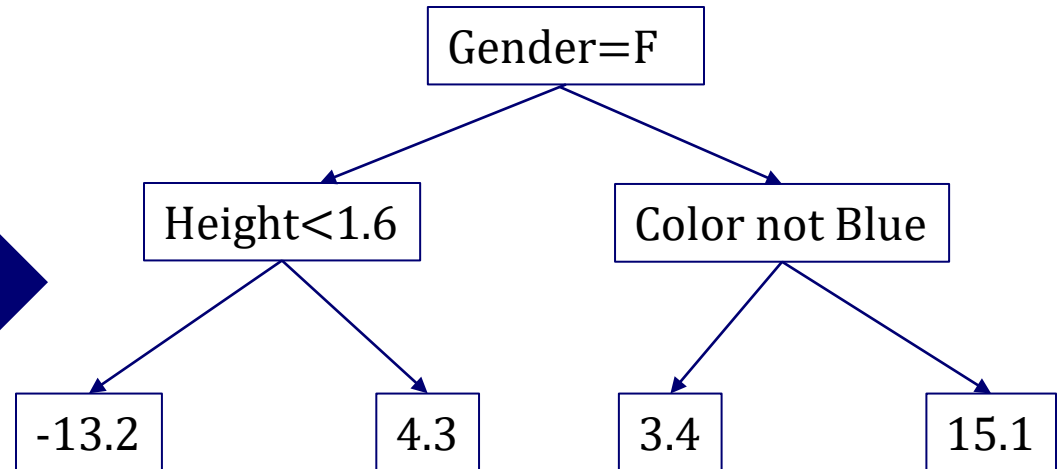 Gender=F
Height<1.6
Color not Blue
-13.2
4.3
3.4
15.1